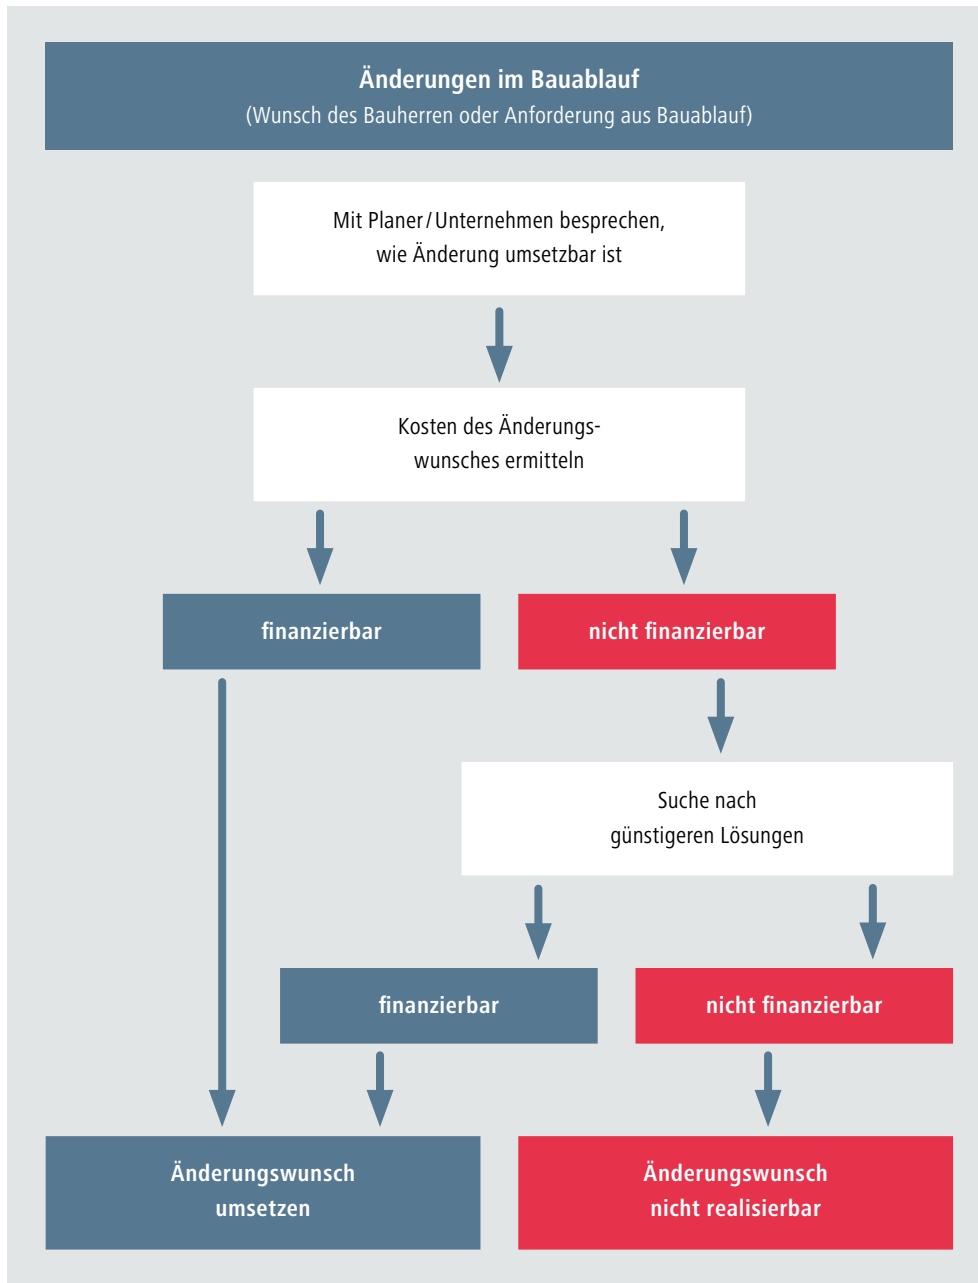 Änderungen im Bauablauf
(Wunsch des Bauherren oder Anforderung aus Bauablauf)
Mit Planer/Unternehmen besprechen,
wie Änderung umsetzbar ist
Kosten des Änderungs-
wunsches ermitteln
finanzierbar
nicht finanzierbar
Suche nach
günstigeren Lösungen
finanzierbar
nicht finanzierbar
Änderungswunsch
umsetzen
Änderungswunsch
nicht realisierbar